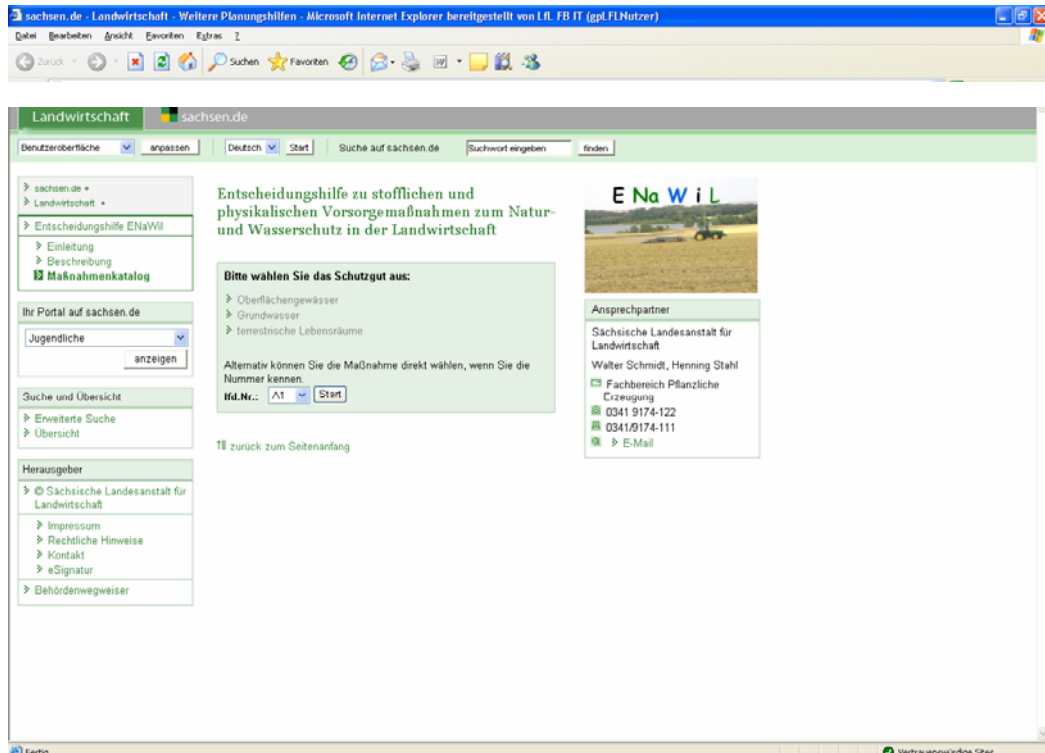 sachsen.de - Landwirtschaft - Weitere Planungshilfen - Microsoft Internet Explorer bereitgestellt von LfL FB IT (gpLFLNutzer)
Datei Bearbeiten Ansicht Favoriten Extras ?
Zurück Suchen Favoriten
Landwirtschaft sachsen.de
Benutzeroberfläche anpassen Deutsch Start Suche auf sachsen.de Suchwort eingeben finden
sachsen.de
Landwirtschaft
Entscheidungshilfe ENaWil
Einleitung
Beschreibung
Maßnahmenkatalog
Ihr Portal auf sachsen.de
Jugendliche
anzeigen
Suche und Übersicht
Erweiterte Suche
Übersicht
Herausgeber
© Sächsische Landesanstalt für
Landwirtschaft
Impressum
Rechtliche Hinweise
Kontakt
eSignatur
Behördenwegweiser
Entscheidungshilfe zu stofflichen und
physikalischen Vorsorgemaßnahmen zum Natur-
und Wasserschutz in der Landwirtschaft
Bitte wählen Sie das Schutzgut aus:
Oberflächengewässer
Grundwasser
terrestrische Lebensräume
Alternativ können Sie die Maßnahme direkt wählen, wenn Sie die
Nummer kennen.
lfd.Nr.: A1 Start
zurück zum Seitenanfang
E Na W i L
Ansprechpartner
Sächsische Landesanstalt für
Landwirtschaft
Walter Schmidt, Henning Stahl
Fachbereich Pflanzliche
Erzeugung
0341 9174-122
0341/9174-111
E-Mail
Fertig
Vertrauenswürdige Sites